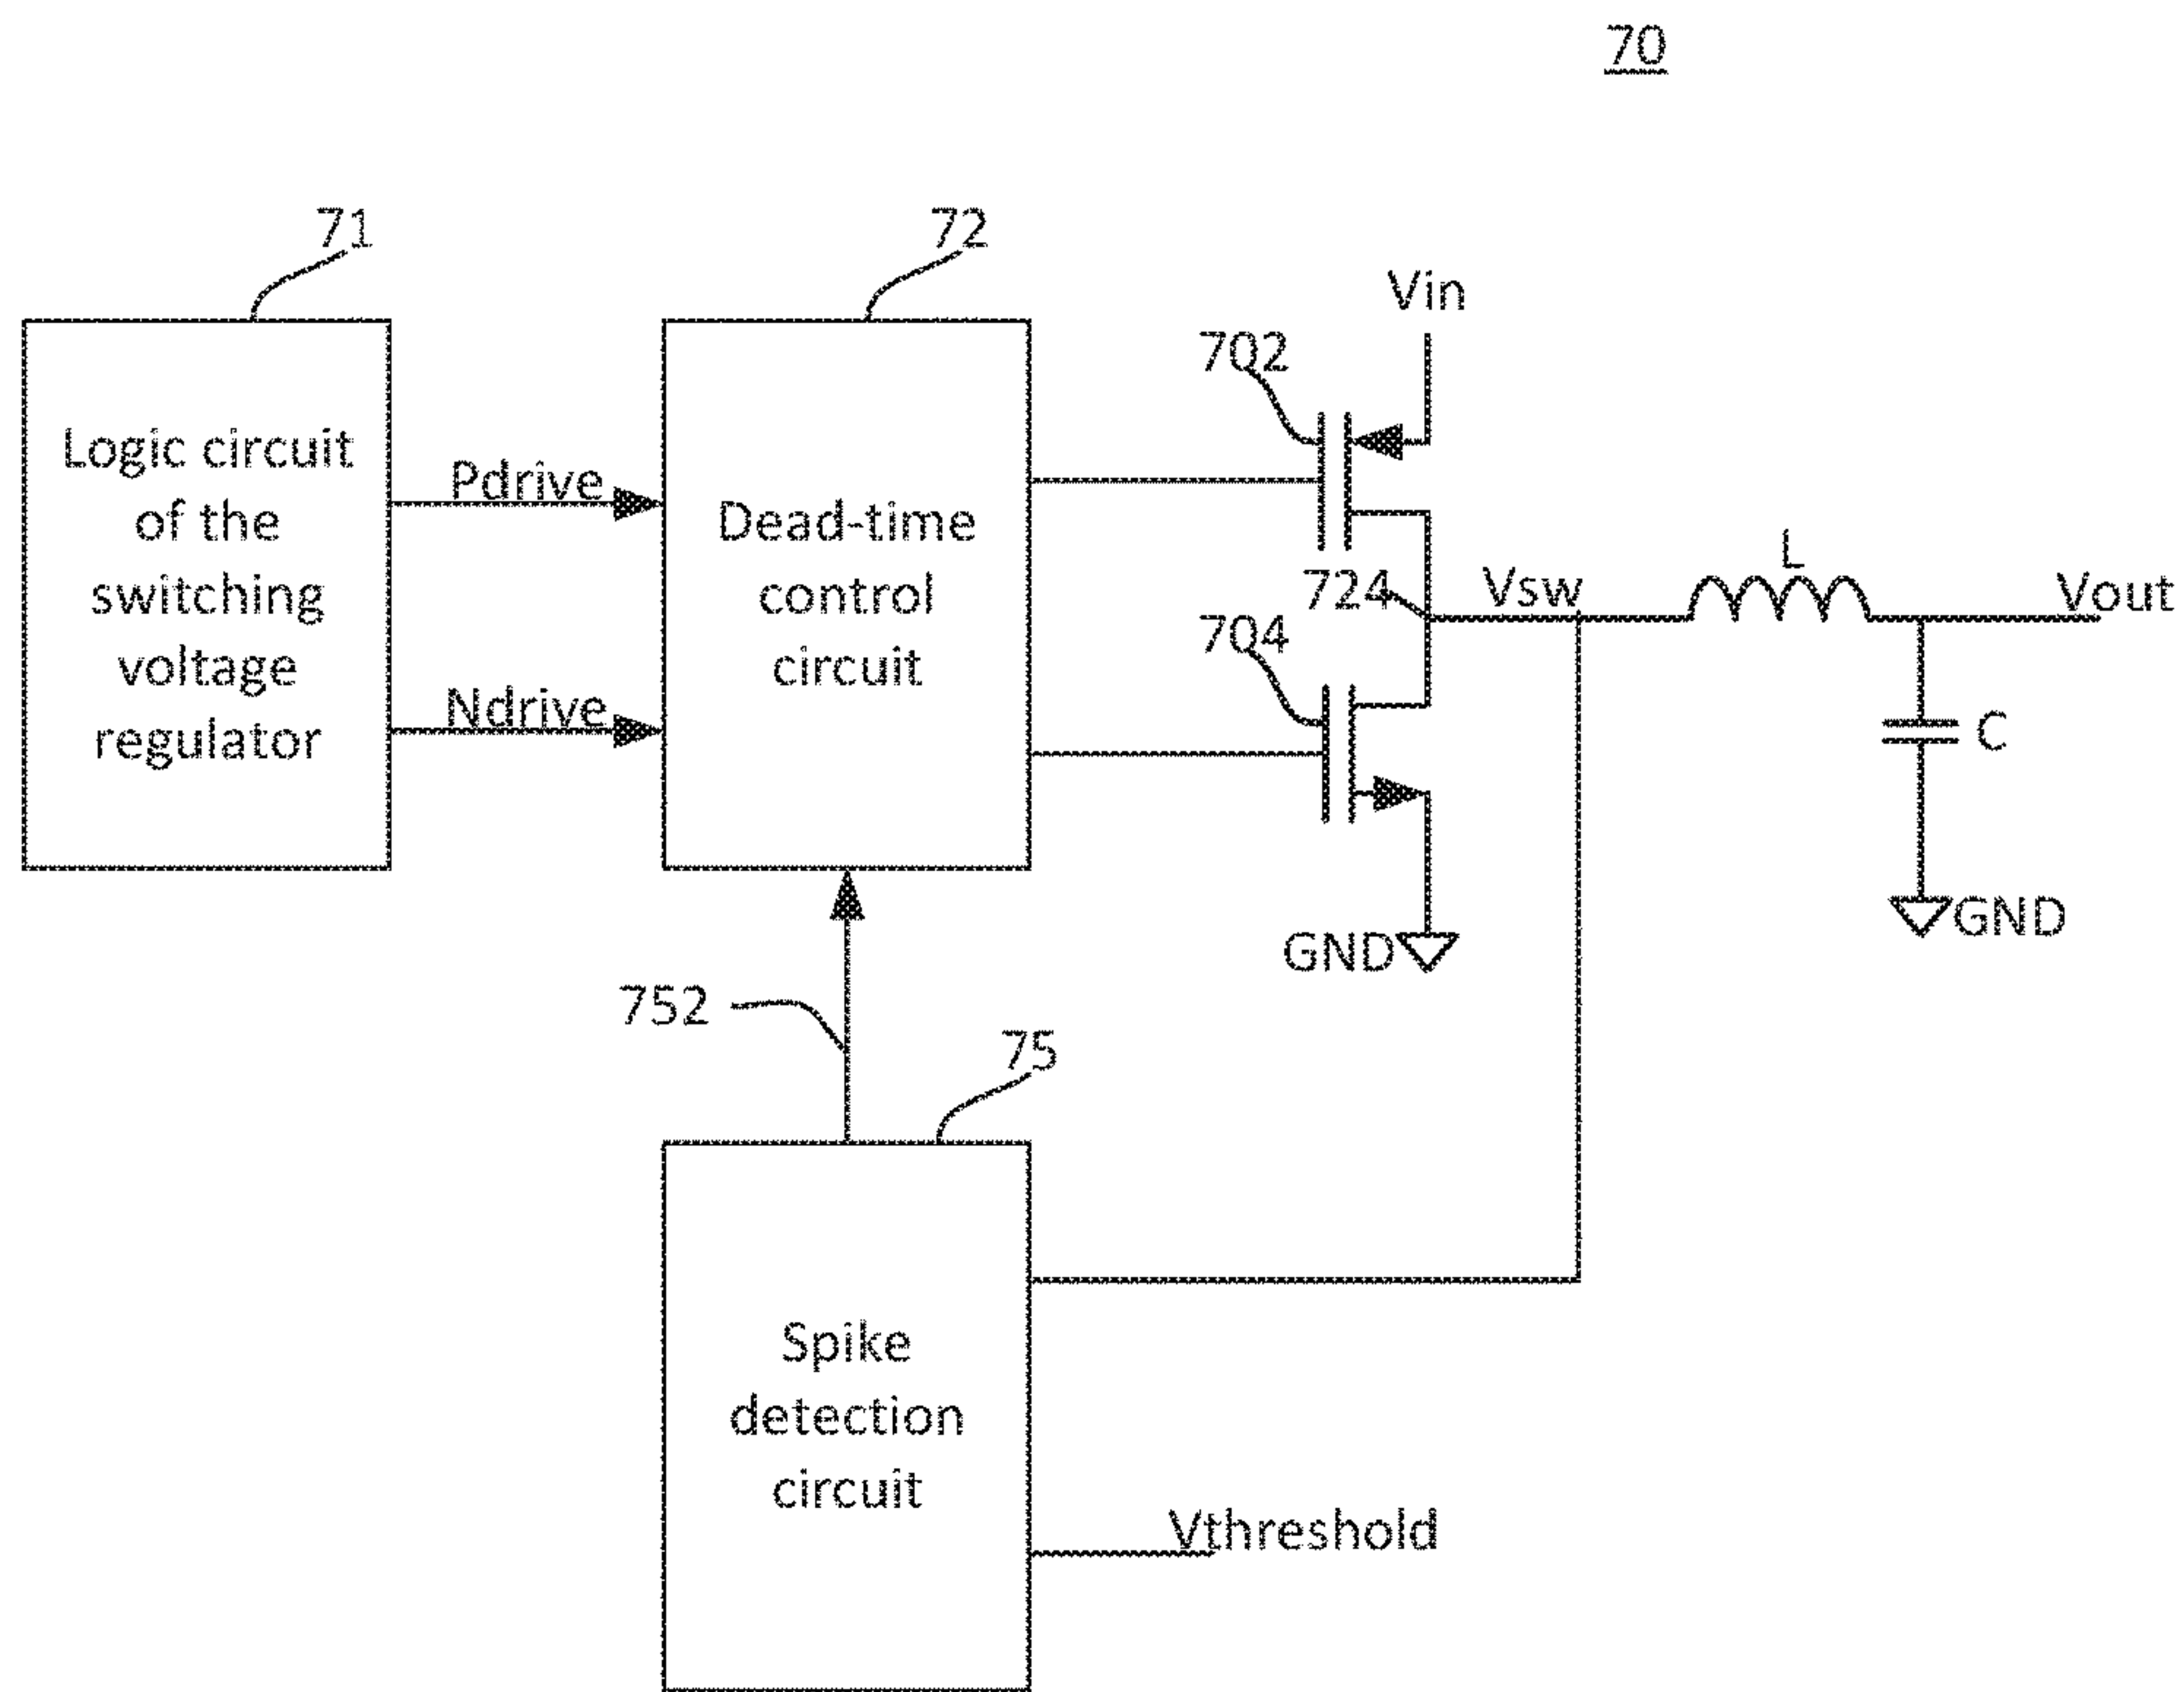 70
71
72
Vin
702
Logic circuit
of the
switching
voltage
regulator
Pdrive
Ndrive
Dead-time
control
circuit
724
704
Vsw
L
Vout
C
GND
GND
752
75
Spike
detection
circuit
Vthreshold